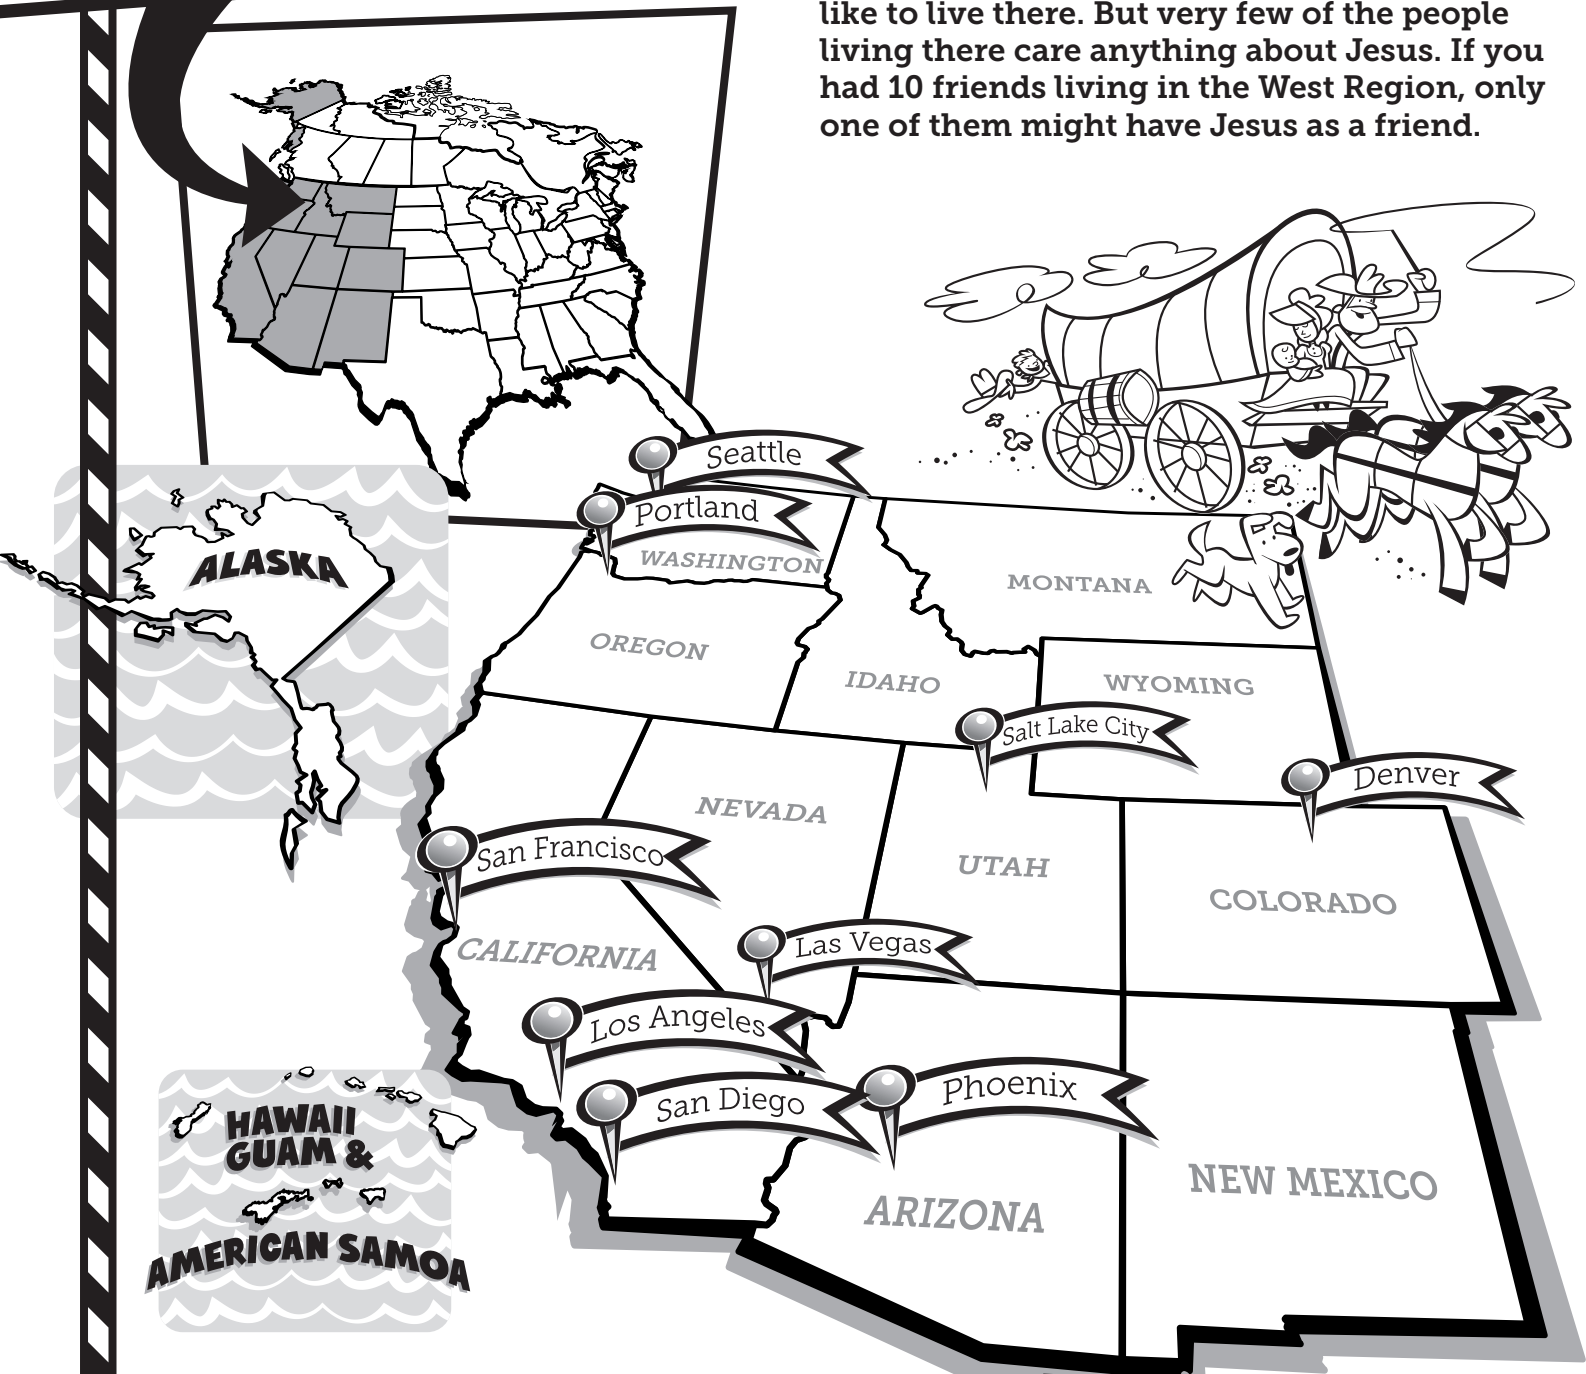 like to live there. But very few of the people
living there care anything about Jesus. If you
had 10 friends living in the West Region, only
one of them might have Jesus as a friend.
Seattle
Portland
WASHINGTON
MONTANA
ALASKA
OREGON
IDAHO
WYOMING
Salt Lake City
Denver
NEVADA
San Francisco
UTAH
COLORADO
CALIFORNIA
Las Vegas
Los Angeles
San Diego
Phoenix
HAWAII
GUAM &
AMERICAN SAMOA
ARIZONA
NEW MEXICO